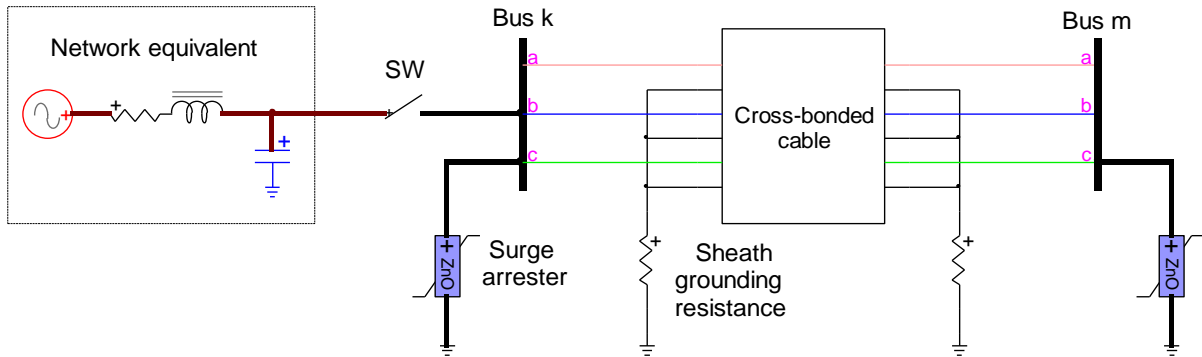 Bus k
Bus m
Network equivalent
SW
a
a
+
+
+
b
b
Cross-bonded
cable
+
c
c
+
ZnO
Surge
arrester
+
Sheath
grounding
resistance
+
+
ZnO